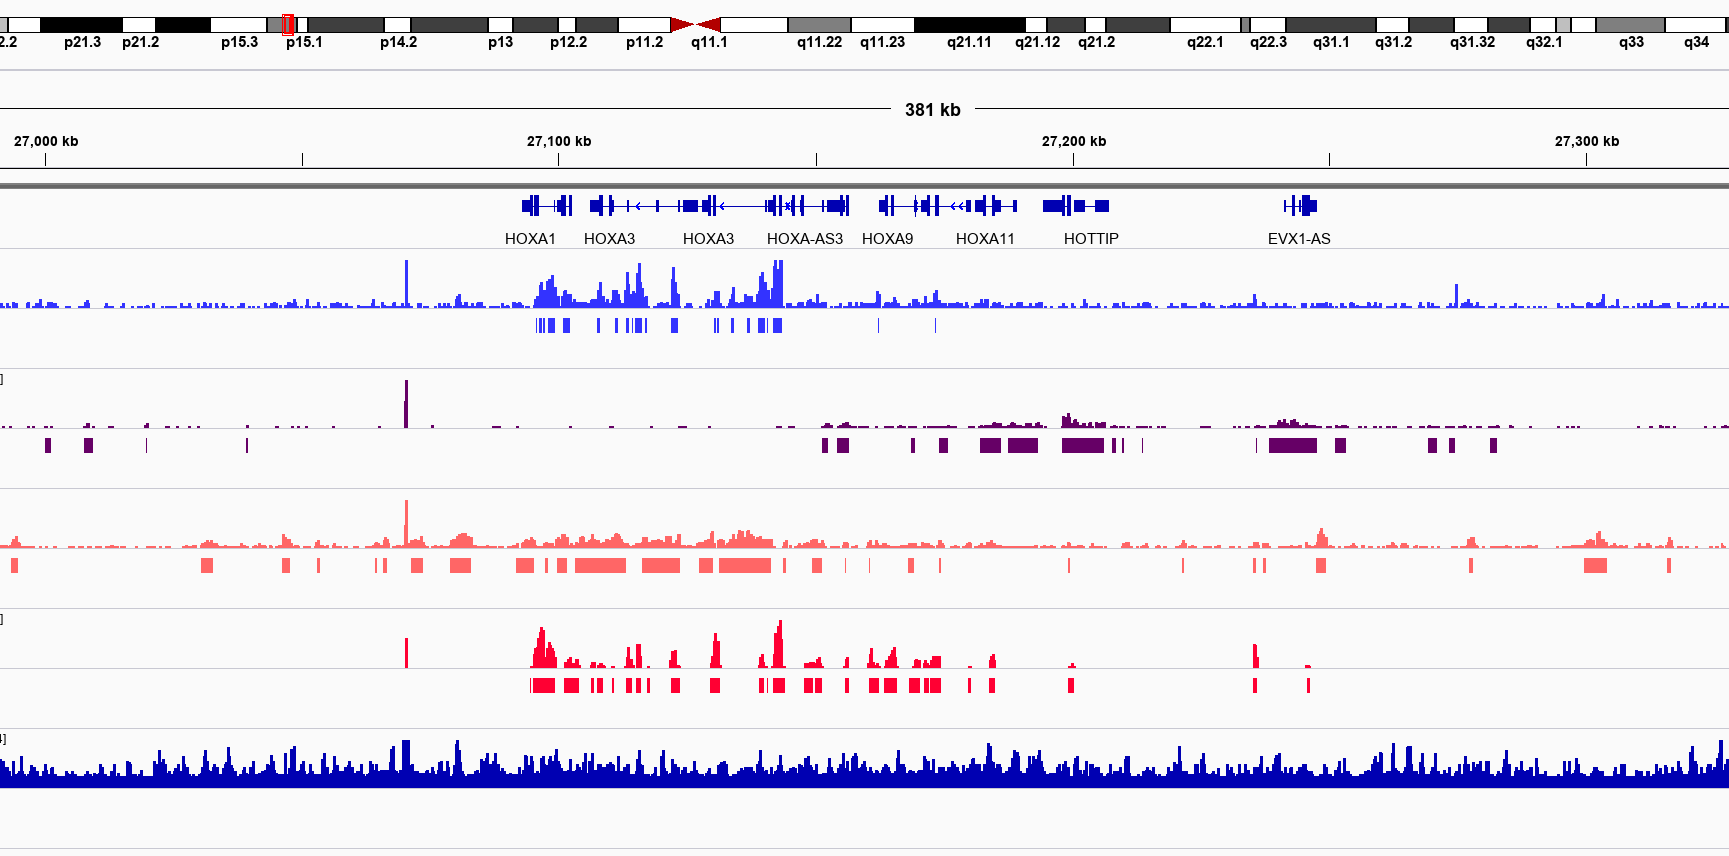 2.2 p21.3 p21.2 p15.3 p15.1 p14.2 p13 p12.2 p11.2 q11.1 q11.22 q11.23 q21.11 q21.12 q21.2 q22.1 q22.3 q31.1 q31.2 q31.32 q32.1 q33 q34
381 kb
27,000 kb 27,100 kb 27,200 kb 27,300 kb
HOXA1 HOXA3 HOXA3 HOXA-AS3 HOXA9 HOXA11 HOTTIP EVX1-AS
]
]
4]